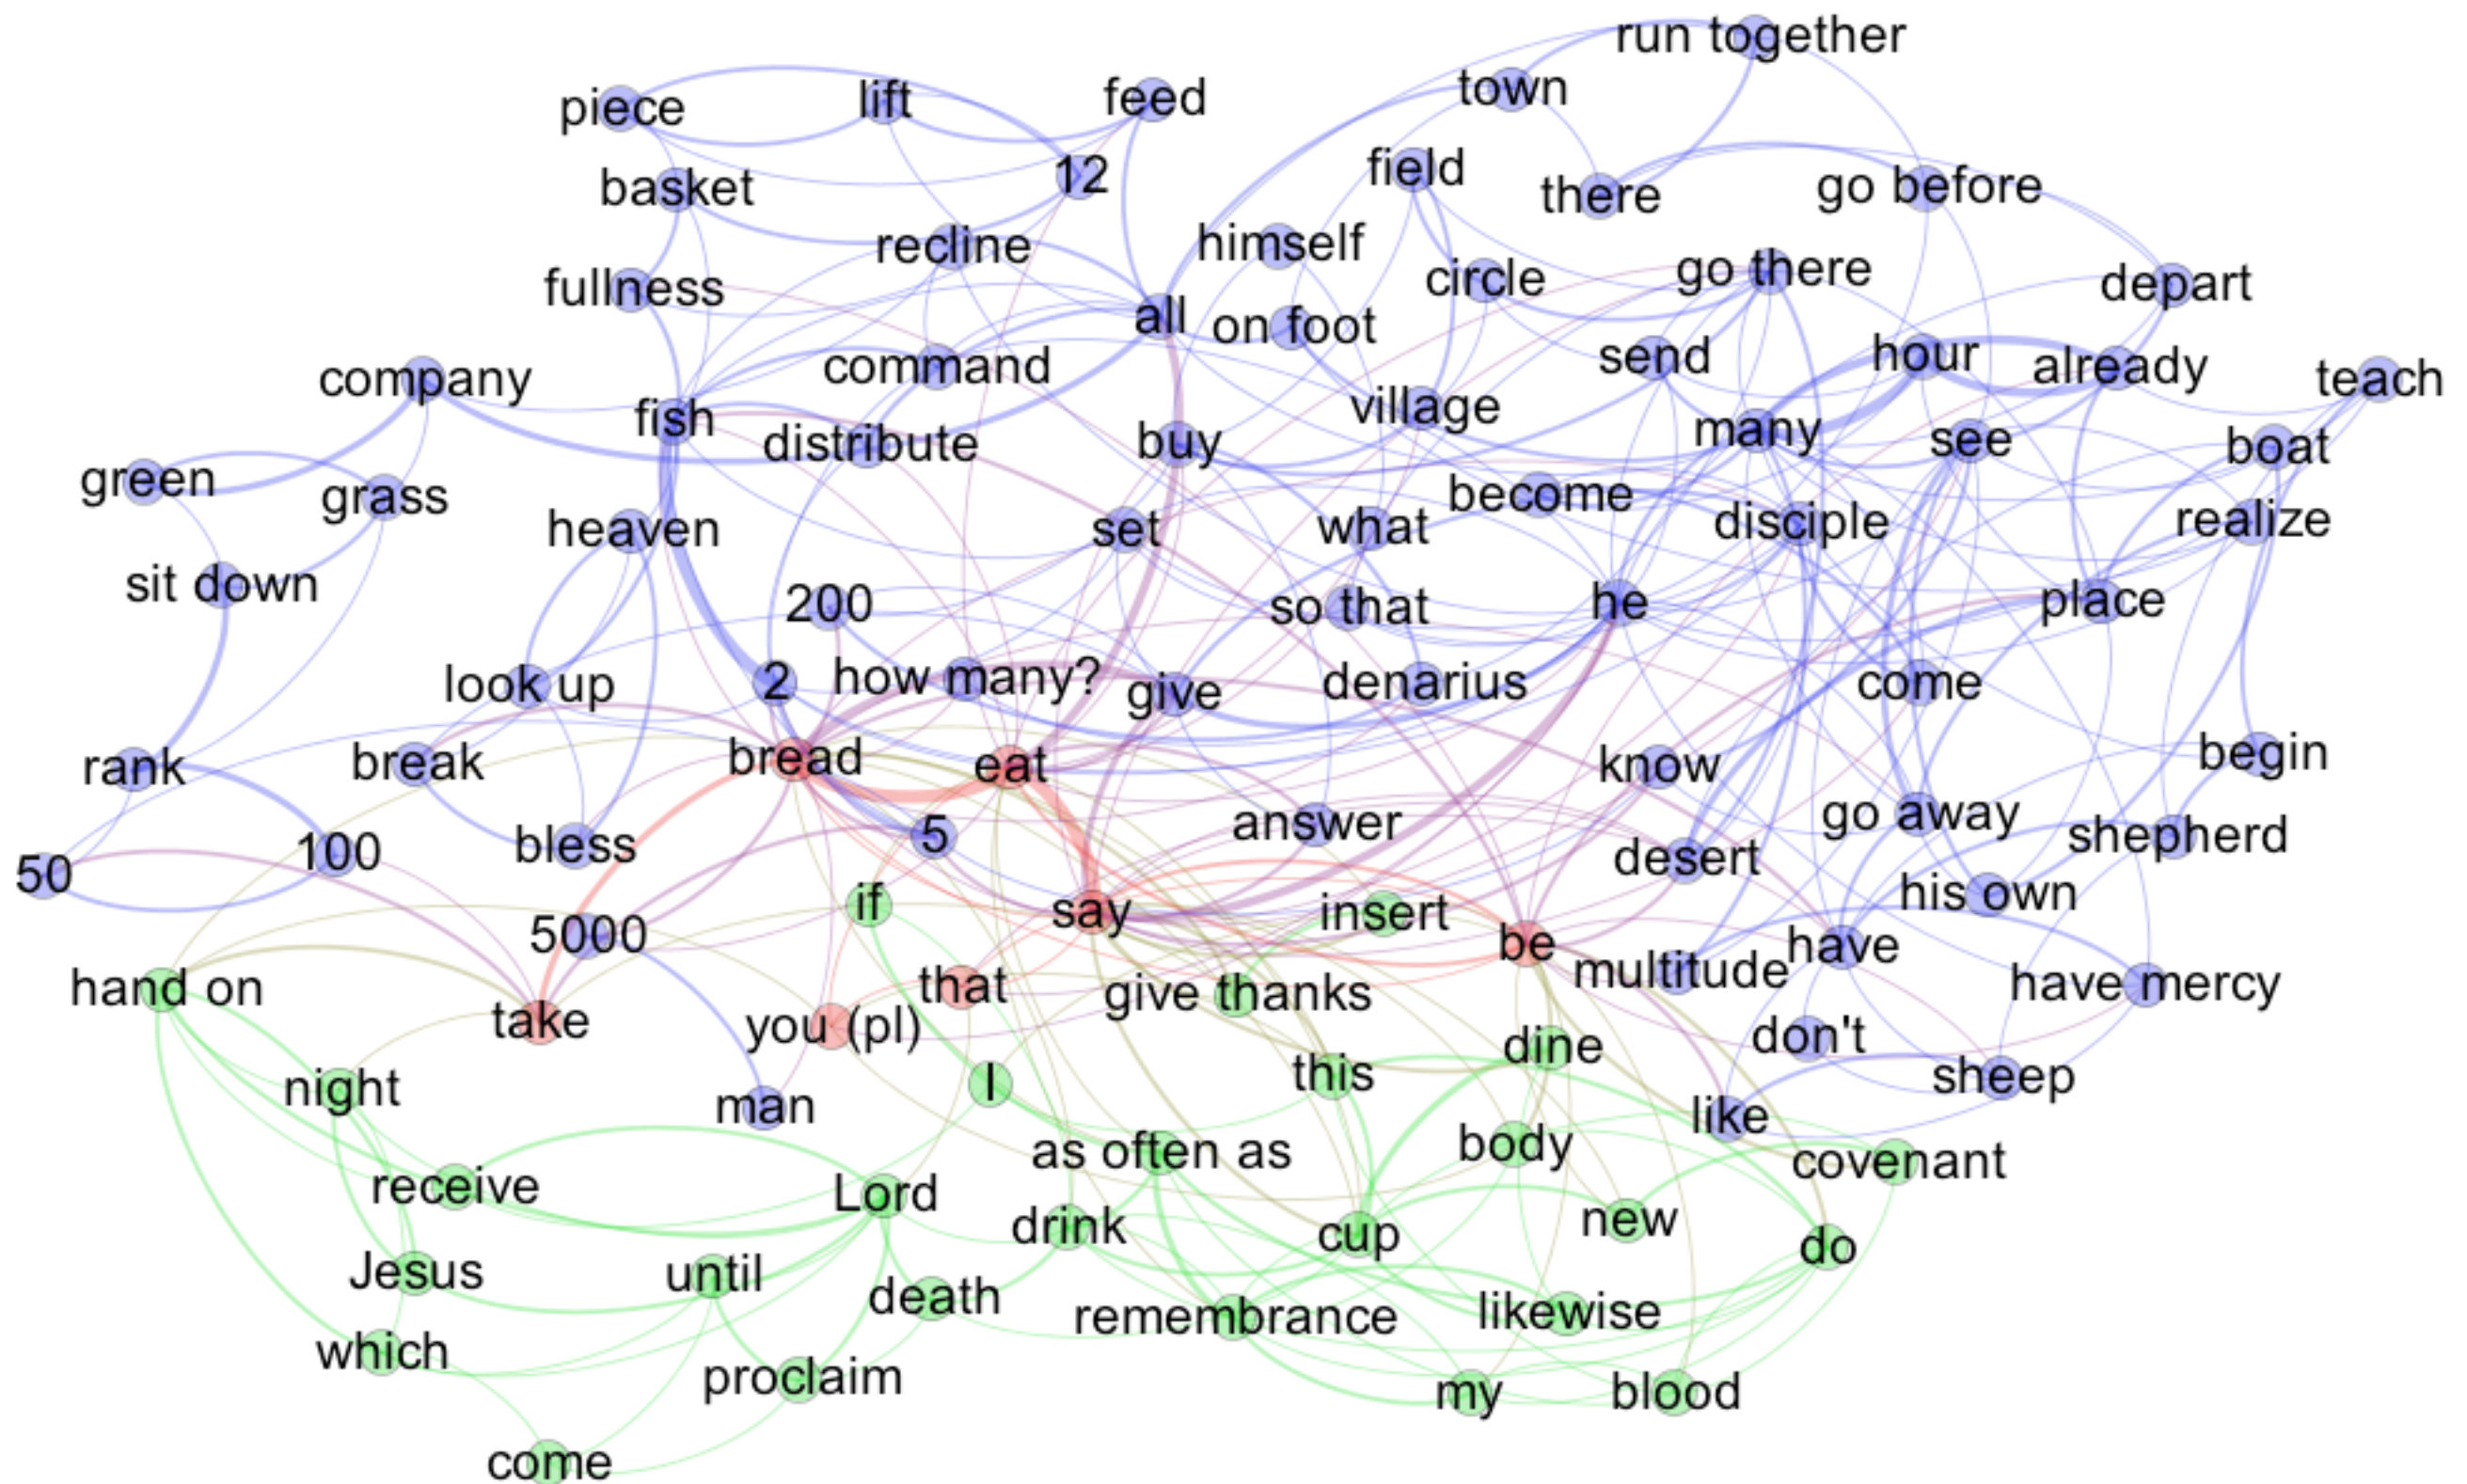 run together
town
piece
lift
feed
12
field
basket
there
go before
recline
himself
circle
go there
fullness
depart
all
on foot
company
command
send
hour
already
teach
fish
village
distribute
buy
many
see
boat
green
grass
become
heaven
set
what
disciple
realize
sit down
200
so that
he
place
look up
2
how many?
give
denarius
come
rank
break
bread
eat
know
begin
50
100
bless
5
answer
go away
shepherd
desert
5000
if
say
insert
be
his own
have
hand on
take
you (pl)
that
give thanks
multitude
have mercy
night
man
I
this
dine
don't
sheep
like
receive
Lord
as often as
body
covenant
drink
cup
new
do
Jesus
until
death
remembrance
likewise
which
proclaim
my
blood
come